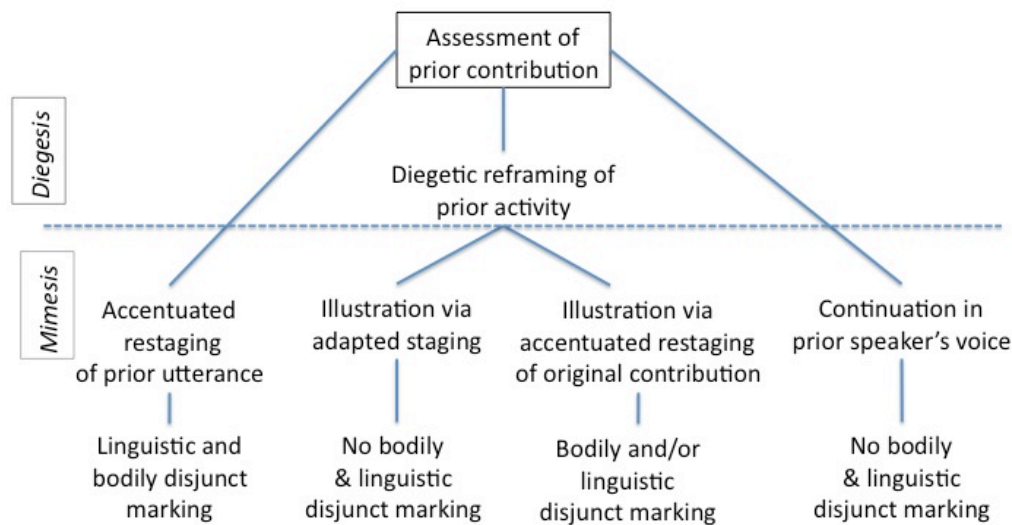 Assessment of
prior contribution
Diegesis
Diegetic reframing of
prior activity
Mimesis
Accentuated
restaging
of prior utterance
Illustration via
adapted staging
Illustration via
accentuated restaging
of original contribution
Continuation in
prior speaker's voice
Linguistic and
bodily disjunct
marking
No bodily
& linguistic
disjunct marking
Bodily and/or
linguistic
disjunct marking
No bodily
& linguistic
disjunct marking